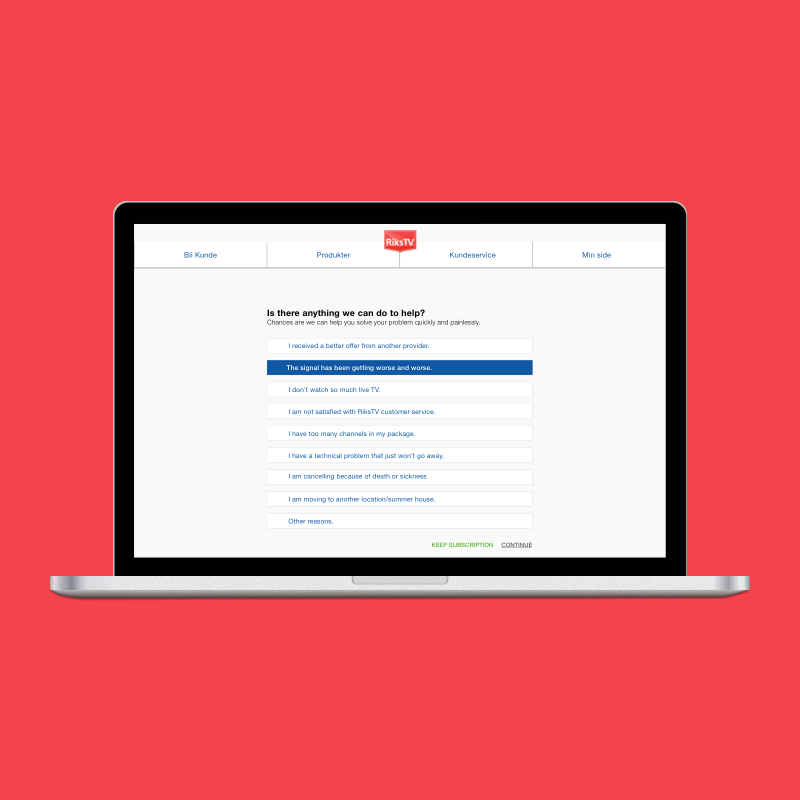 RiksTV
Bli Kunde
Produkter
Kundeservice
Min side
Is there anything we can do to help?
Chances are we can help you solve your problem quickly and painlessly.
I received a better offer from another provider.
The signal has been getting worse and worse.
I don't watch so much live TV.
I am not satisfied with RiksTV customer service.
I have too many channels in my package.
I have a technical problem that just won't go away.
I am cancelling because of death or sickness
I am moving to another location/summer house.
Other reasons.
KEEP SUBSCRIPTION CONTINUE